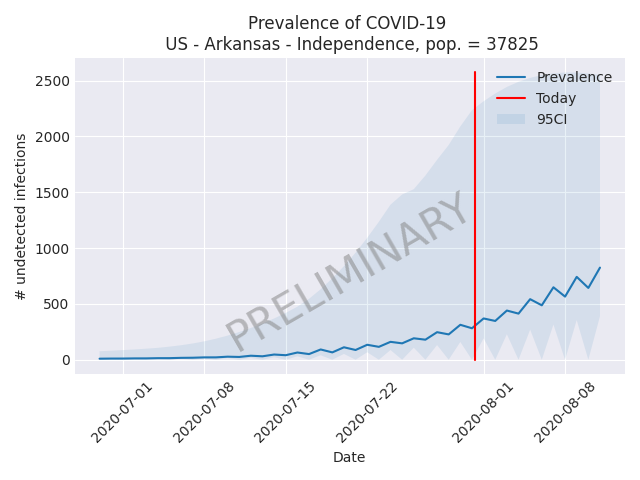 Prevalence of COVID-19
US - Arkansas - Independence, pop. = 37825
# undetected infections
2500
2000
1500
1000
500
0
Prevalence
Today
95CI
PRELIMINARY
2020-07-01
2020-07-08
2020-07-15
2020-07-22
2020-08-01
2020-08-08
Date